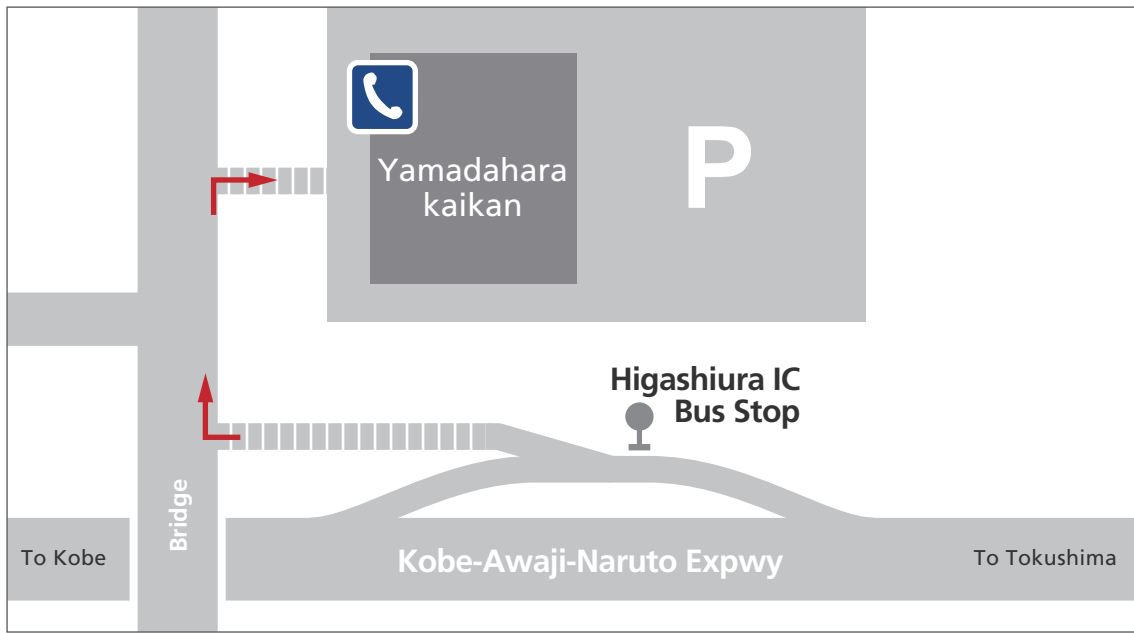 Yamadahara
kaikan
P
Higashiura IC
Bus Stop
Bridge
To Kobe
Kobe-Awaji-Naruto Expwy
To Tokushima